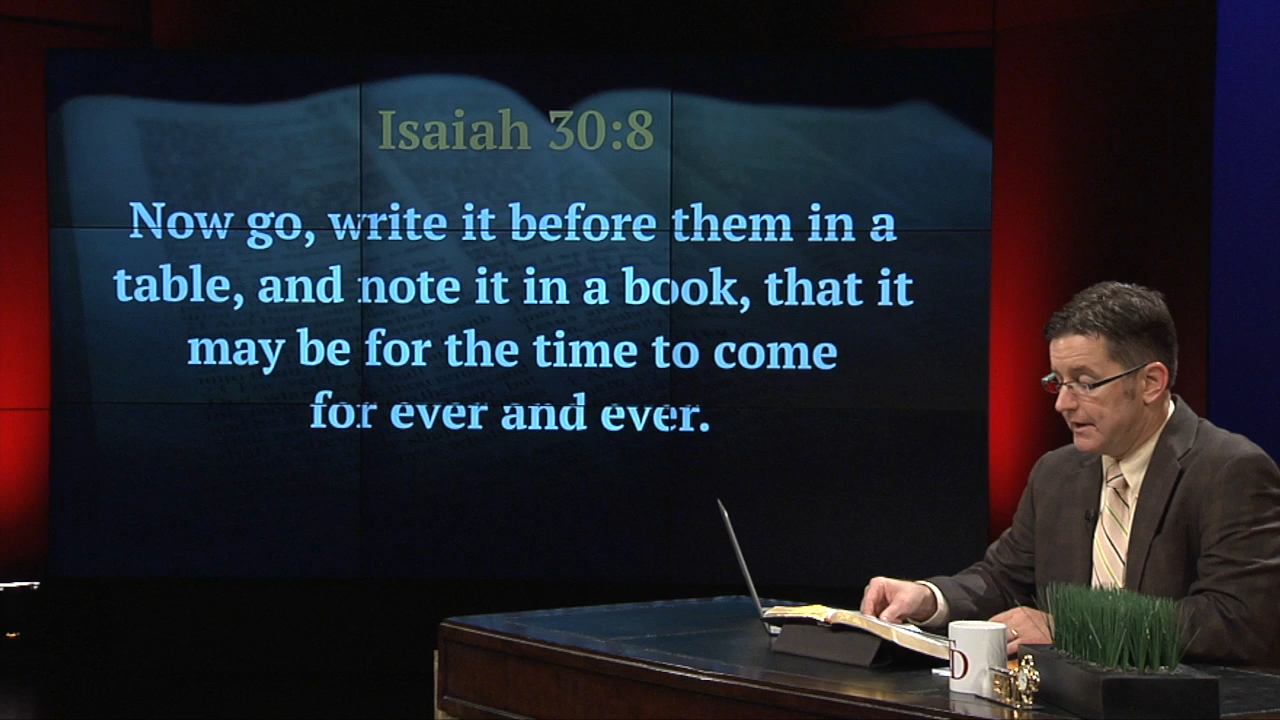 Isaiah 30:8
Now go, write it before them in a
table, and note it in a book, that it
may be for the time to come
for ever and ever.
D